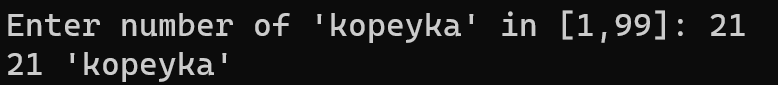 Enter number of 'kopeyka' in [1,99]: 21
21 'kopeyka'